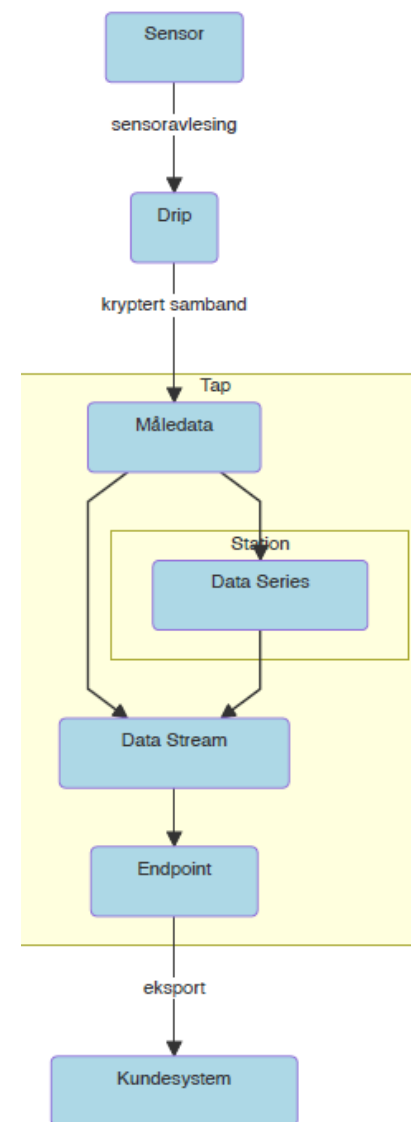 Sensor
sensoravlesing
Drip
kryptert samband
Tap
Måledata
Station
Data Series
Data Stream
Endpoint
eksport
Kundesystem